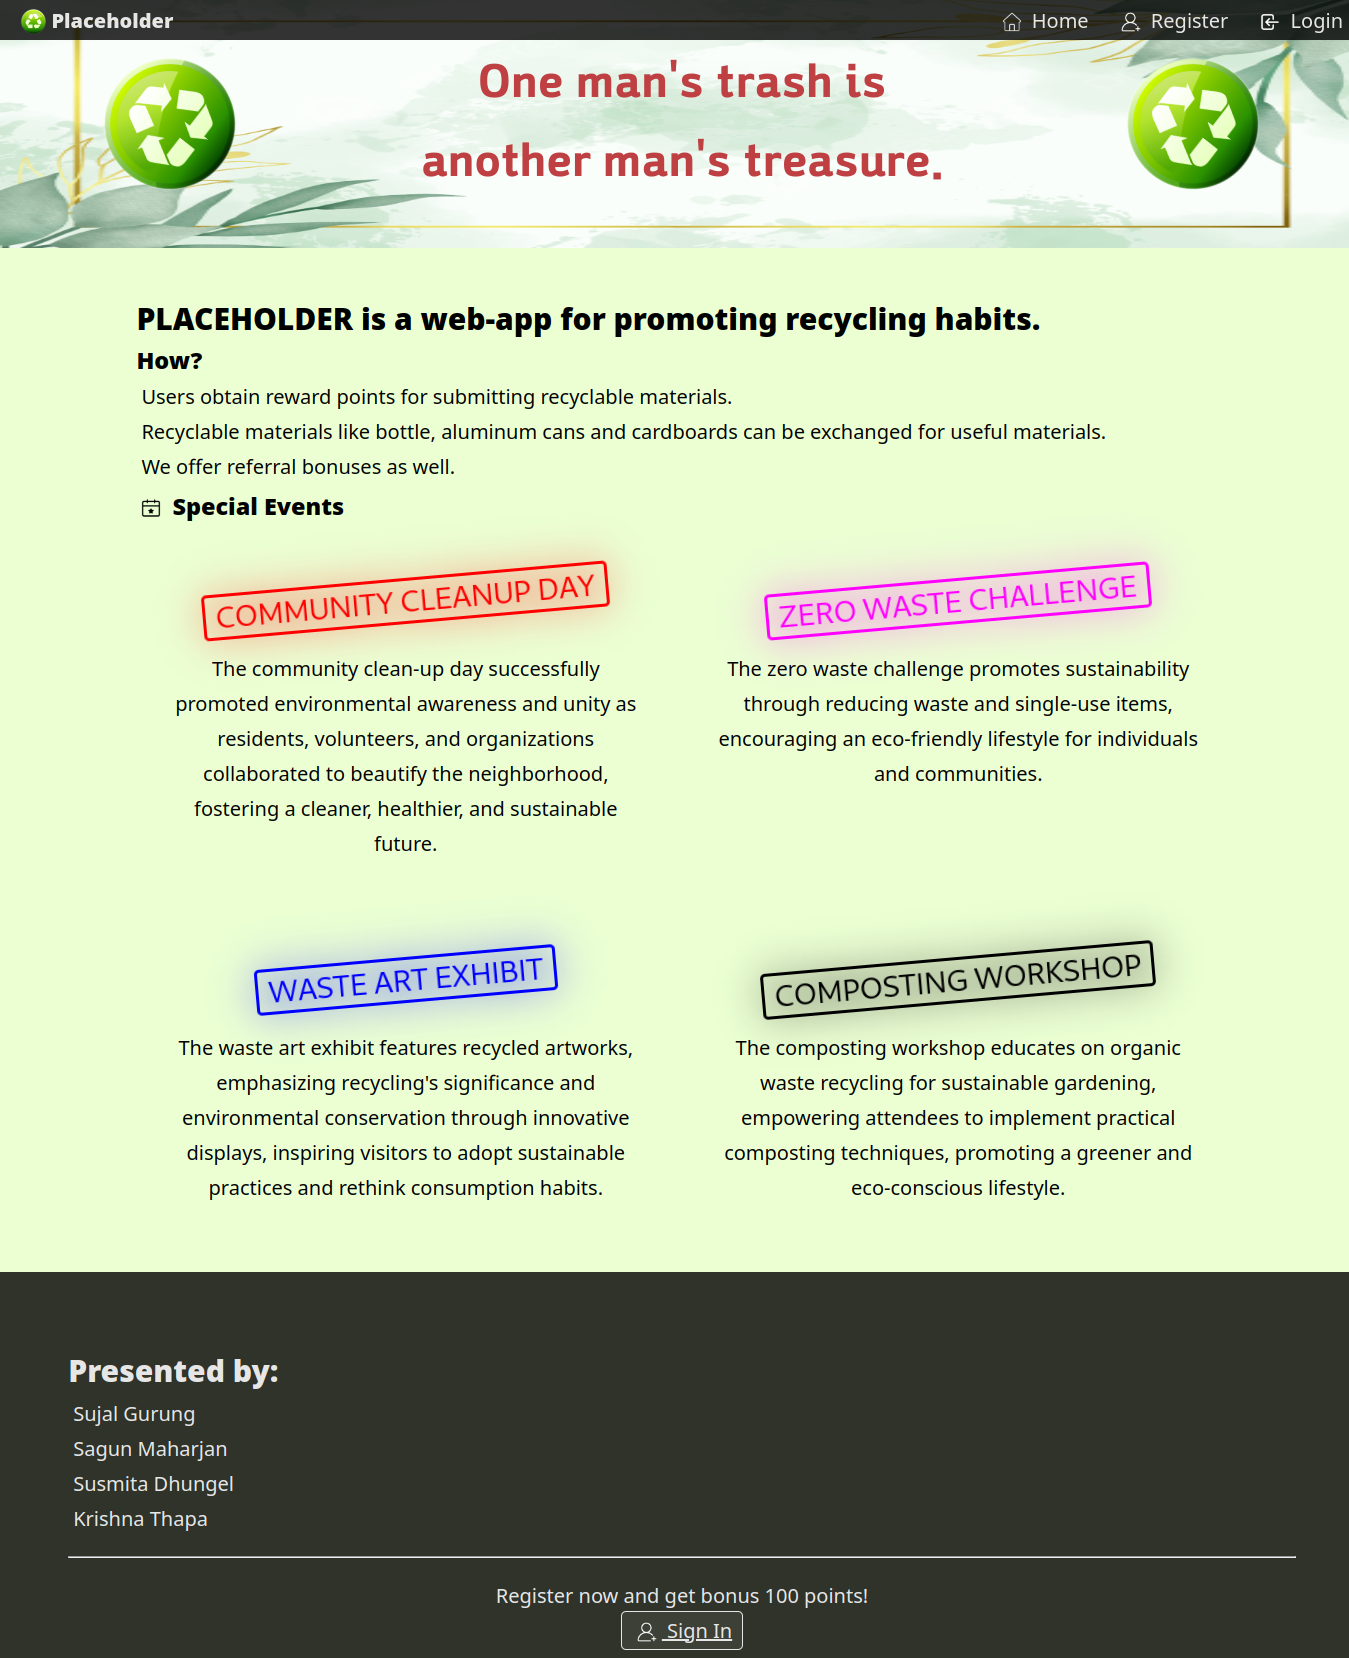 Placeholder
Home
Register
Login
One man's trash is
another man's treasure.
PLACEHOLDER is a web-app for promoting recycling habits.
How?
Users obtain reward points for submitting recyclable materials.
Recyclable materials like bottle, aluminum cans and cardboards can be exchanged for useful materials.
We offer referral bonuses as well.
Special Events
COMMUNITY CLEANUP DAY
The community clean-up day successfully
promoted environmental awareness and unity as
residents, volunteers, and organizations
collaborated to beautify the neighborhood,
fostering a cleaner, healthier, and sustainable
future.
ZERO WASTE CHALLENGE
The zero waste challenge promotes sustainability
through reducing waste and single-use items,
encouraging an eco-friendly lifestyle for individuals
and communities.
WASTE ART EXHIBIT
The waste art exhibit features recycled artworks,
emphasizing recycling's significance and
environmental conservation through innovative
displays, inspiring visitors to adopt sustainable
practices and rethink consumption habits.
COMPOSTING WORKSHOP
The composting workshop educates on organic
waste recycling for sustainable gardening,
empowering attendees to implement practical
composting techniques, promoting a greener and
eco-conscious lifestyle.
Presented by:
Sujal Gurung
Sagun Maharjan
Susmita Dhungel
Krishna Thapa
Register now and get bonus 100 points!
Sign In